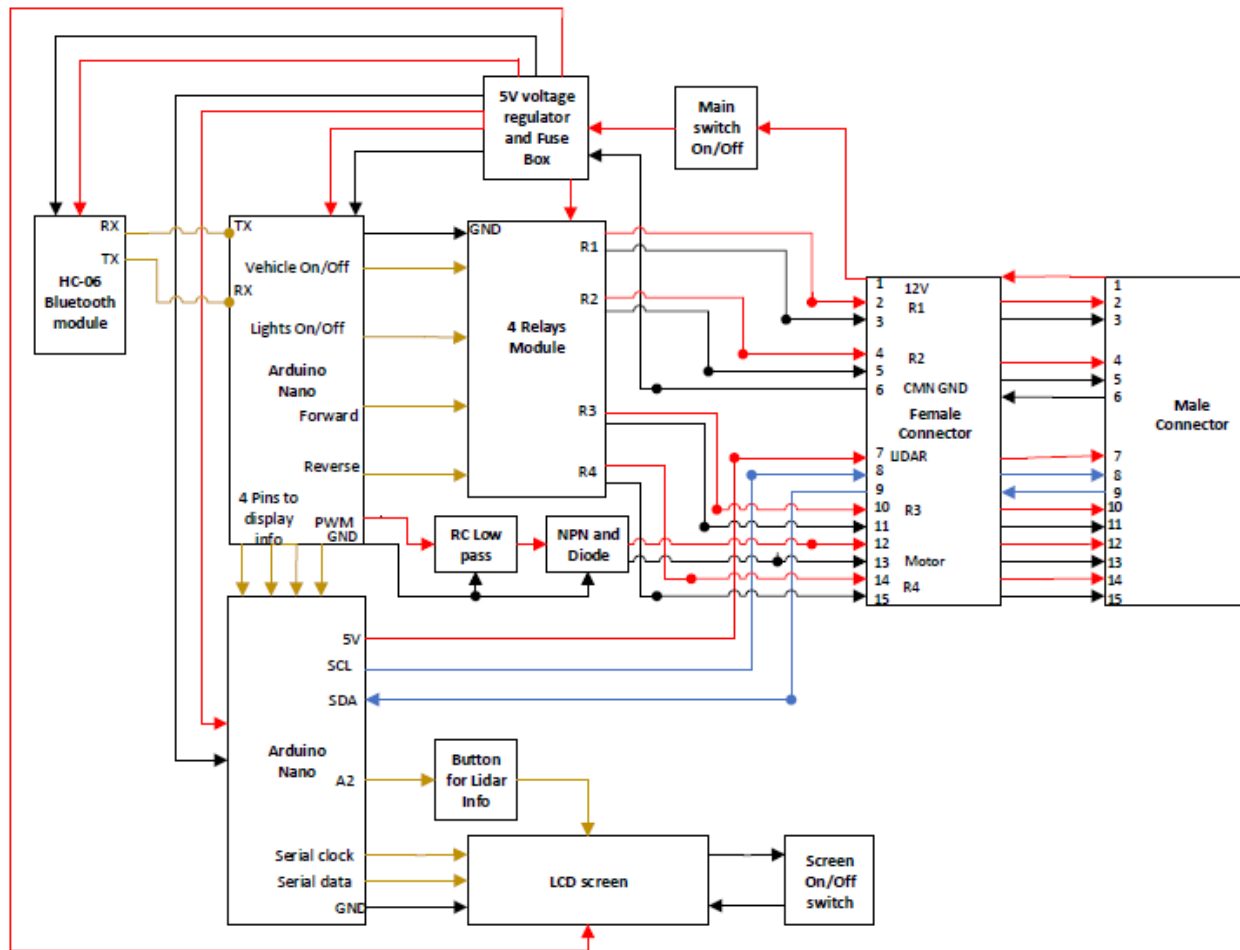 5V voltage
regulator
and Fuse
Box
Main
switch
On/Off
RX
TX
HC-06
Bluetooth
module
TX
Vehicle On/Off
RX
Lights On/Off
Arduino
Nano
Forward
Reverse
4 Pins to
display
info
PWM
GND
GND
R1
R2
4 Relays
Module
R3
R4
RC Low
pass
NPN and
Diode
1
12V
2
R1
3
4
R2
5
6
CMN GND
Female
Connector
7
LIDAR
8
9
10
R3
11
12
13
Motor
14
R4
15
1
2
3
4
5
6
Male
Connector
7
8
9
10
11
12
13
14
15
5V
SCL
SDA
Arduino
Nano
A2
Serial clock
Serial data
GND
Button
for Lidar
Info
LCD screen
Screen
On/Off
switch